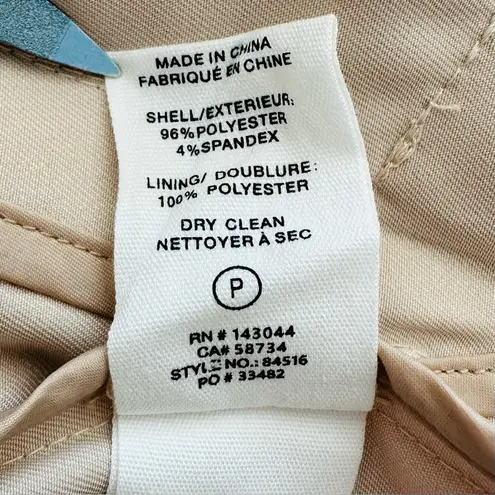 MADE IN CHINA
FABRIQUÉ EN CHINE
SHELL/EXTERIEUR:
96%POLYESTER
4%SPANDEX
LINING/ DOUBLURE:
100% POLYESTER
DRY CLEAN
NETTOYER À SEC
P
RN # 143044
CA# 58734
STYLE NO.: 84516
PO # 33482